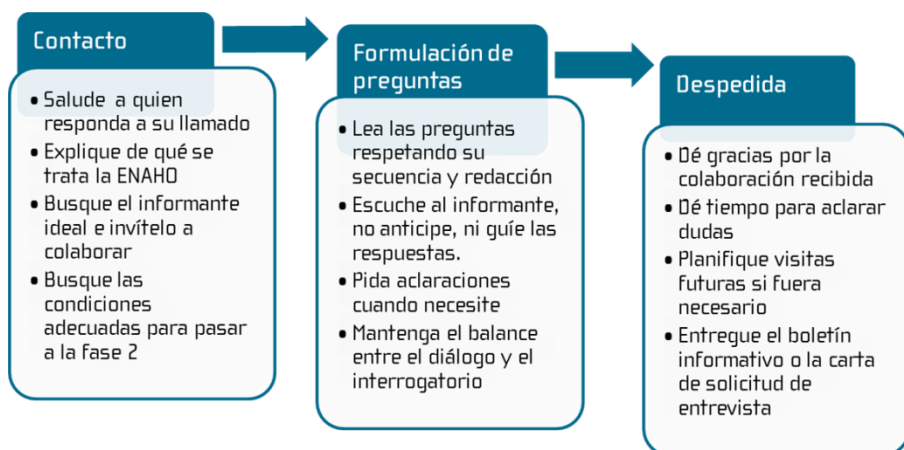 Contacto
• Salude a quien
responda a su llamado
• Explique de qué se
trata la ENAHO
• Busque el informante
ideal e invítelo a
colaborar
• Busque las
condiciones
adecuadas para pasar
a la fase 2
Formulación de
preguntas
• Lea las preguntas
respetando su
secuencia y redacción
• Escuche al informante,
no anticipe, ni guíe las
respuestas.
• Pida aclaraciones
cuando necesite
• Mantenga el balance
entre el diálogo y el
interrogatorio
Despedida
• Dé gracias por la
colaboración recibida
• Dé tiempo para aclarar
dudas
• Planifique visitas
futuras si fuera
necesario
• Entregue el boletín
informativo o la carta
de solicitud de
entrevista